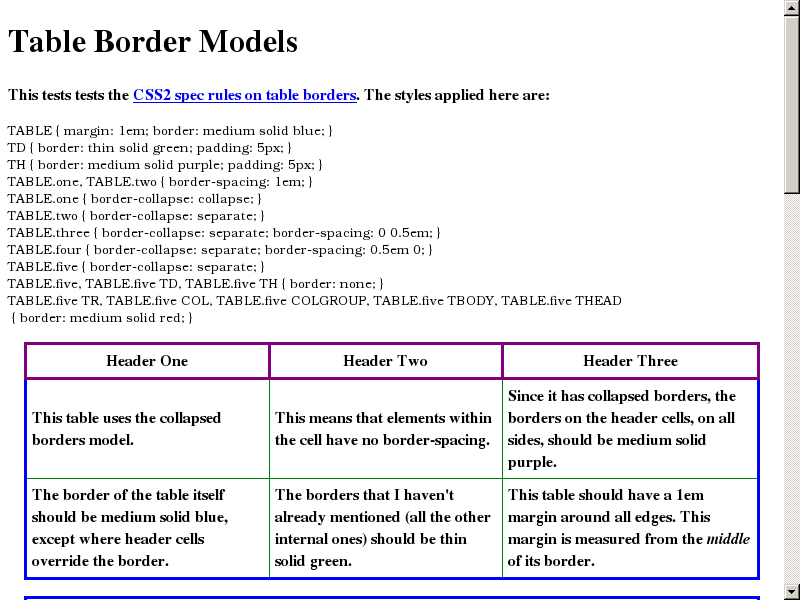 Table Border Models
This tests tests the CSS2 spec rules on table borders. The styles applied here are:
TABLE { margin: 1em; border: medium solid blue; }
TD { border: thin solid green; padding: 5px; }
TH { border: medium solid purple; padding: 5px; }
TABLE.one, TABLE.two { border-spacing: 1em; }
TABLE.one { border-collapse: collapse; }
TABLE.two { border-collapse: separate; }
TABLE.three { border-collapse: separate; border-spacing: 0 0.5em; }
TABLE.four { border-collapse: separate; border-spacing: 0.5em 0; }
TABLE.five { border-collapse: separate; }
TABLE.five, TABLE.five TD, TABLE.five TH { border: none; }
TABLE.five TR, TABLE.five COL, TABLE.five COLGROUP, TABLE.five TBODY, TABLE.five THEAD
{ border: medium solid red; }
Header One
Header Two
Header Three
This table uses the collapsed
borders model.
This means that elements within
the cell have no border-spacing.
Since it has collapsed borders, the
borders on the header cells, on all
sides, should be medium solid
purple.
The border of the table itself
should be medium solid blue,
except where header cells
override the border.
The borders that I haven't
already mentioned (all the other
internal ones) should be thin
solid green.
This table should have a 1em
margin around all edges. This
margin is measured from the middle
of its border.